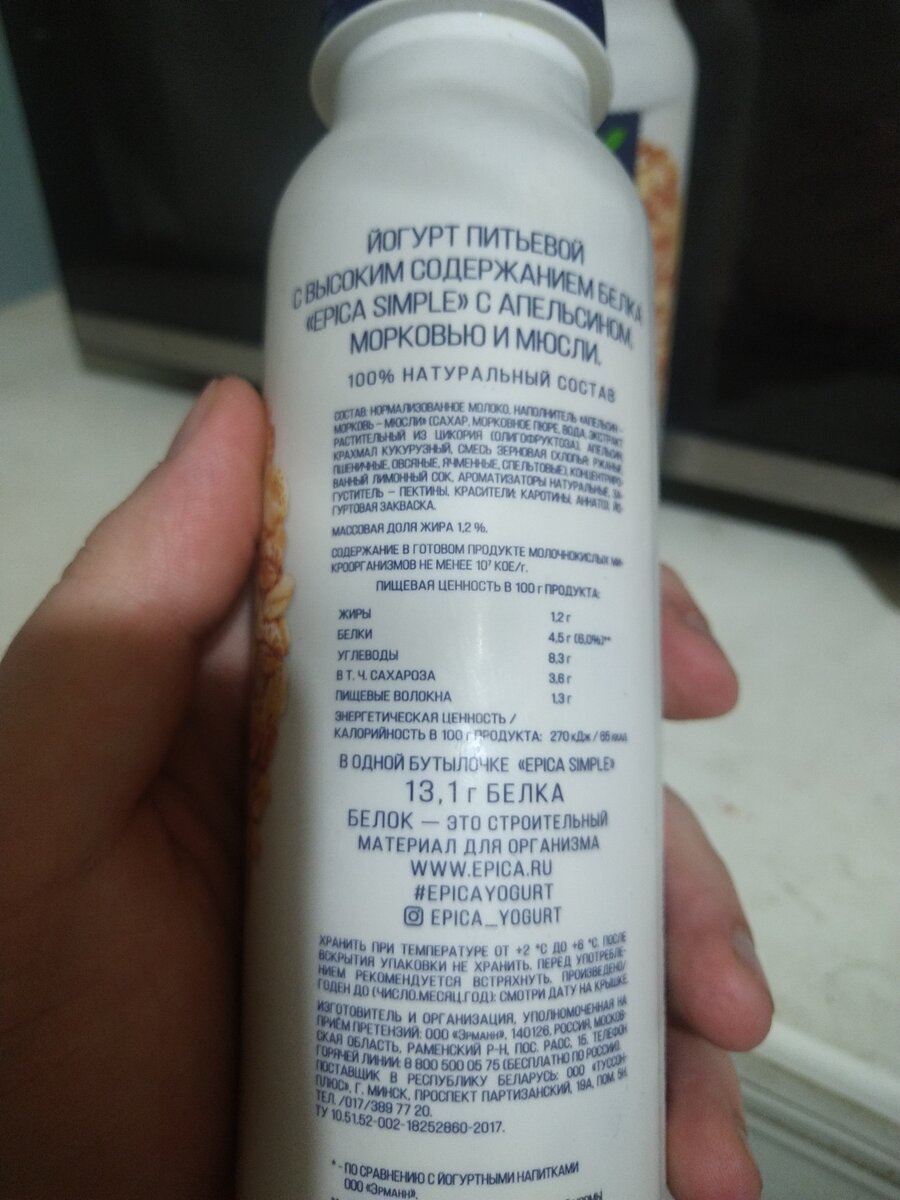 ЙОГУРТ ПИТЬЕВОЙ
С ВЫСОКИМ СОДЕРЖАНИЕМ БЕЛКА
«EPICA SIMPLE» С АПЕЛЬСИНОМ,
МОРКОВЬЮ И МЮСЛИ.
100% НАТУРАЛЬНЫЙ СОСТАВ
СОСТАВ: НОРМАЛИЗОВАННОЕ МОЛОКО, НАПОЛНИТЕЛЬ «АПЕЛЬСИН –
МОРКОВЬ – МЮСЛИ» (САХАР, МОРКОВНОЕ ПЮРЕ, ВОДА, ЭКСТРАКТ
РАСТИТЕЛЬНЫЙ ИЗ ЦИКОРИЯ (ОЛИГОФРУКТОЗА), АПЕЛЬСИН,
КРАХМАЛ КУКУРУЗНЫЙ, СМЕСЬ ЗЕРНОВАЯ (ХЛОПЬЯ: РЖАНЫЕ,
ПШЕНИЧНЫЕ, ОВСЯНЫЕ, ЯЧМЕННЫЕ, СПЕЛЬТОВЫЕ), КОНЦЕНТРИРО-
ВАННЫЙ ЛИМОННЫЙ СОК, АРОМАТИЗАТОРЫ НАТУРАЛЬНЫЕ, ЗА-
ГУСТИТЕЛЬ – ПЕКТИНЫ, КРАСИТЕЛИ: КАРОТИНЫ, АННАТО), ЙО-
ГУРТОВАЯ ЗАКВАСКА.
МАССОВАЯ ДОЛЯ ЖИРА 1,2 %.
СОДЕРЖАНИЕ В ГОТОВОМ ПРОДУКТЕ МОЛОЧНОКИСЛЫХ МИ-
КРООРГАНИЗМОВ НЕ МЕНЕЕ 10⁷ КОЕ/г.
ПИЩЕВАЯ ЦЕННОСТЬ В 100 г ПРОДУКТА:
ЖИРЫ 1,2 г
БЕЛКИ 4,5 г (6,0%)**
УГЛЕВОДЫ 8,3 г
В Т. Ч. САХАРОЗА 3,6 г
ПИЩЕВЫЕ ВОЛОКНА 1,3 г
ЭНЕРГЕТИЧЕСКАЯ ЦЕННОСТЬ /
КАЛОРИЙНОСТЬ В 100 г ПРОДУКТА: 270 кДж / 65 ккал
В ОДНОЙ БУТЫЛОЧКЕ «EPICA SIMPLE»
13,1 г БЕЛКА
БЕЛОК — ЭТО СТРОИТЕЛЬНЫЙ
МАТЕРИАЛ ДЛЯ ОРГАНИЗМА
WWW.EPICA.RU
#EPICAYOGURT
EPICA_YOGURT
ХРАНИТЬ ПРИ ТЕМПЕРАТУРЕ ОТ +2 °С ДО +6 °С. ПОСЛЕ
ВСКРЫТИЯ УПАКОВКИ НЕ ХРАНИТЬ. ПЕРЕД УПОТРЕБЛЕ-
НИЕМ РЕКОМЕНДУЕТСЯ ВСТРЯХНУТЬ. ПРОИЗВЕДЕНО/
ГОДЕН ДО (ЧИСЛО.МЕСЯЦ.ГОД): СМОТРИ ДАТУ НА КРЫШКЕ.
ИЗГОТОВИТЕЛЬ И ОРГАНИЗАЦИЯ, УПОЛНОМОЧЕННАЯ НА
ПРИЁМ ПРЕТЕНЗИЙ: ООО «Эрманн», 140126, РОССИЯ, МОСКОВ-
СКАЯ ОБЛАСТЬ, РАМЕНСКИЙ Р-Н, ПОС. РАОС, 15. ТЕЛЕФОН
ГОРЯЧЕЙ ЛИНИИ: 8 800 500 05 75 (БЕСПЛАТНО ПО РОССИИ).
ПОСТАВЩИК В РЕСПУБЛИКУ БЕЛАРУСЬ: ООО «ТУССОН-
ПЛЮС», Г. МИНСК, ПРОСПЕКТ ПАРТИЗАНСКИЙ, 19А, ПОМ. 5Н.
ТЕЛ. /017/389 77 20.
ТУ 10.51.52-002-18252860-2017.
* - ПО СРАВНЕНИЮ С ЙОГУРТНЫМИ НАПИТКАМИ
ООО «Эрманн».